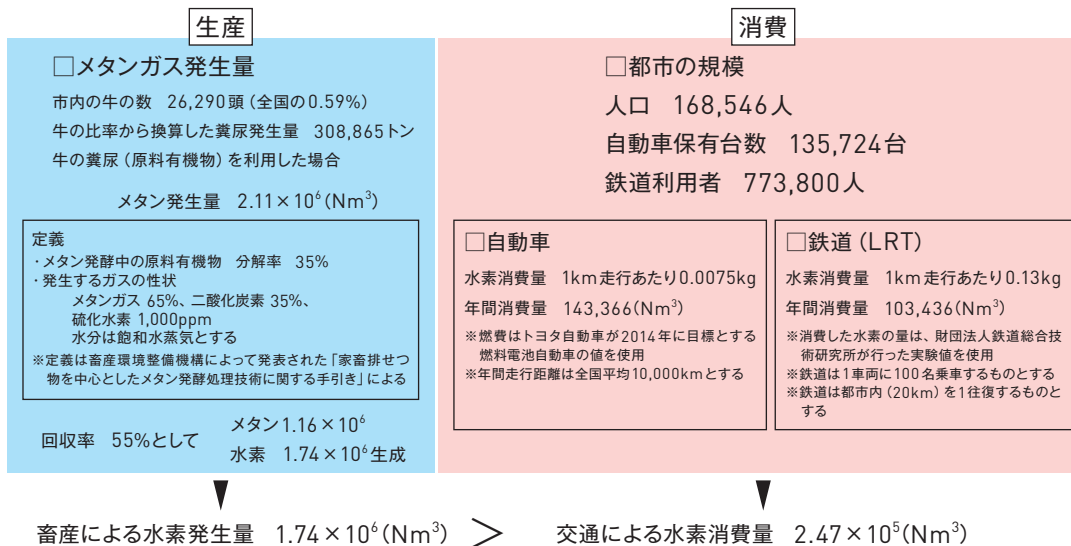 生産
□メタンガス発生量
市内の牛の数 26,290頭(全国の0.59%)
牛の比率から換算した糞尿発生量 308,865トン
牛の糞尿(原料有機物)を利用した場合
メタン発生量 2.11×10⁶(Nm³)
定義
・メタン発酵中の原料有機物 分解率 35%
・発生するガスの性状
メタンガス 65%、二酸化炭素 35%、
硫化水素 1,000ppm
水分は飽和水蒸気とする
※定義は畜産環境整備機構によって発表された「家畜排せつ
物を中心としたメタン発酵処理技術に関する手引き」による
回収率 55%として
メタン1.16×10⁶
水素 1.74×10⁶生成
消費
□都市の規模
人口 168,546人
自動車保有台数 135,724台
鉄道利用者 773,800人
□自動車
水素消費量 1km走行あたり0.0075kg
年間消費量 143,366(Nm³)
※燃費はトヨタ自動車が2014年に目標とする
燃料電池自動車の値を使用
※年間走行距離は全国平均10,000kmとする
□鉄道(LRT)
水素消費量 1km走行あたり0.13kg
年間消費量 103,436(Nm³)
※消費した水素の量は、財団法人鉄道総合技
術研究所が行った実験値を使用
※鉄道は1車両に100名乗車するものとする
※鉄道は都市内(20km)を1往復するものと
する
畜産による水素発生量 1.74×10⁶(Nm³) > 交通による水素消費量 2.47×10⁵(Nm³)